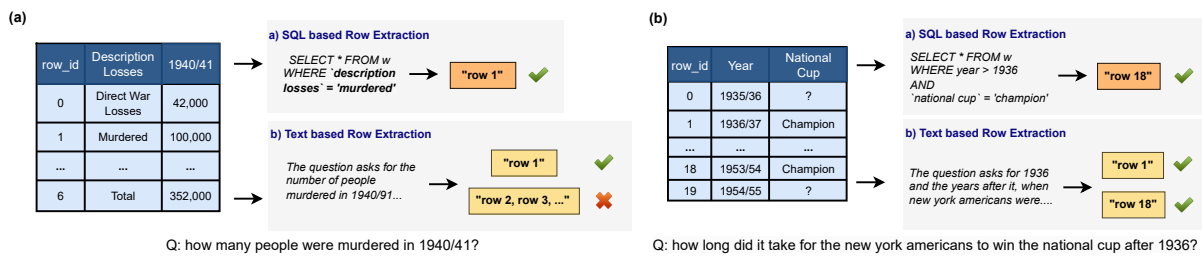 (a)
row_id Description Losses 1940/41
0 Direct War Losses 42,000
1 Murdered 100,000
... ... ...
6 Total 352,000
a) SQL based Row Extraction
SELECT * FROM w
WHERE `description
losses` = 'murdered'
"row 1"
b) Text based Row Extraction
The question asks for the
number of people
murdered in 1940/91...
"row 1"
"row 2, row 3, ..."
Q: how many people were murdered in 1940/41?
(b)
row_id Year National Cup
0 1935/36 ?
1 1936/37 Champion
... ... ...
18 1953/54 Champion
19 1954/55 ?
a) SQL based Row Extraction
SELECT * FROM w
WHERE year > 1936
AND
`national cup` = 'champion'
"row 18"
b) Text based Row Extraction
The question asks for 1936
and the years after it, when
new york americans were....
"row 1"
"row 18"
Q: how long did it take for the new york americans to win the national cup after 1936?